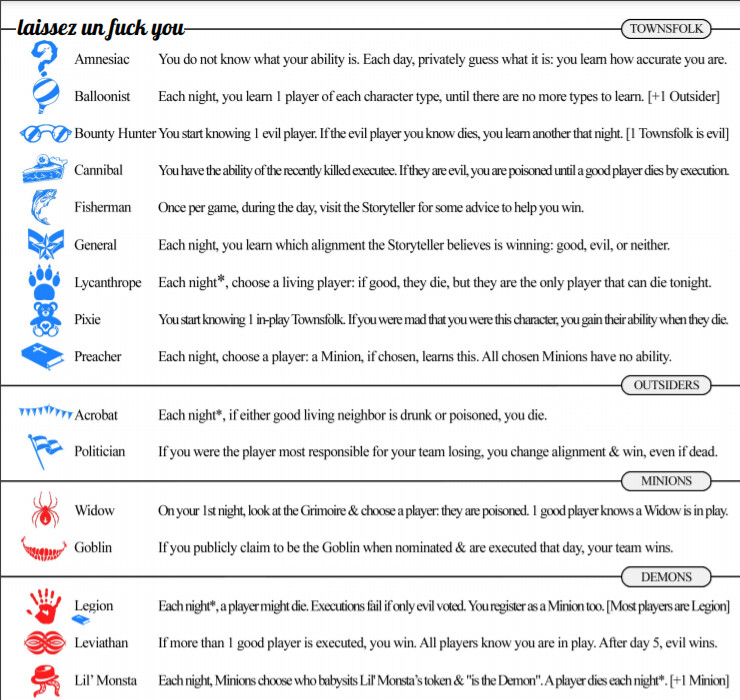 laissez un fuck you
TOWNSFOLK
Amnesiac You do not know what your ability is. Each day, privately guess what it is: you learn how accurate you are.
Balloonist Each night, you learn 1 player of each character type, until there are no more types to learn. [+1 Outsider]
Bounty Hunter You start knowing 1 evil player. If the evil player you know dies, you learn another that night. [1 Townsfolk is evil]
Cannibal You have the ability of the recently killed executee. If they are evil, you are poisoned until a good player dies by execution.
Fisherman Once per game, during the day, visit the Storyteller for some advice to help you win.
General Each night, you learn which alignment the Storyteller believes is winning: good, evil, or neither.
Lycanthrope Each night*, choose a living player: if good, they die, but they are the only player that can die tonight.
Pixie You start knowing 1 in-play Townsfolk. If you were mad that you were this character, you gain their ability when they die.
Preacher Each night, choose a player: a Minion, if chosen, learns this. All chosen Minions have no ability.
OUTSIDERS
Acrobat Each night*, if either good living neighbor is drunk or poisoned, you die.
Politician If you were the player most responsible for your team losing, you change alignment & win, even if dead.
MINIONS
Widow On your 1st night, look at the Grimoire & choose a player: they are poisoned. 1 good player knows a Widow is in play.
Goblin If you publicly claim to be the Goblin when nominated & are executed that day, your team wins.
DEMONS
Legion Each night*, a player might die. Executions fail if only evil voted. You register as a Minion too. [Most players are Legion]
Leviathan If more than 1 good player is executed, you win. All players know you are in play. After day 5, evil wins.
Lil' Monsta Each night, Minions choose who babysits Lil' Monsta's token & "is the Demon". A player dies each night*. [+1 Minion]